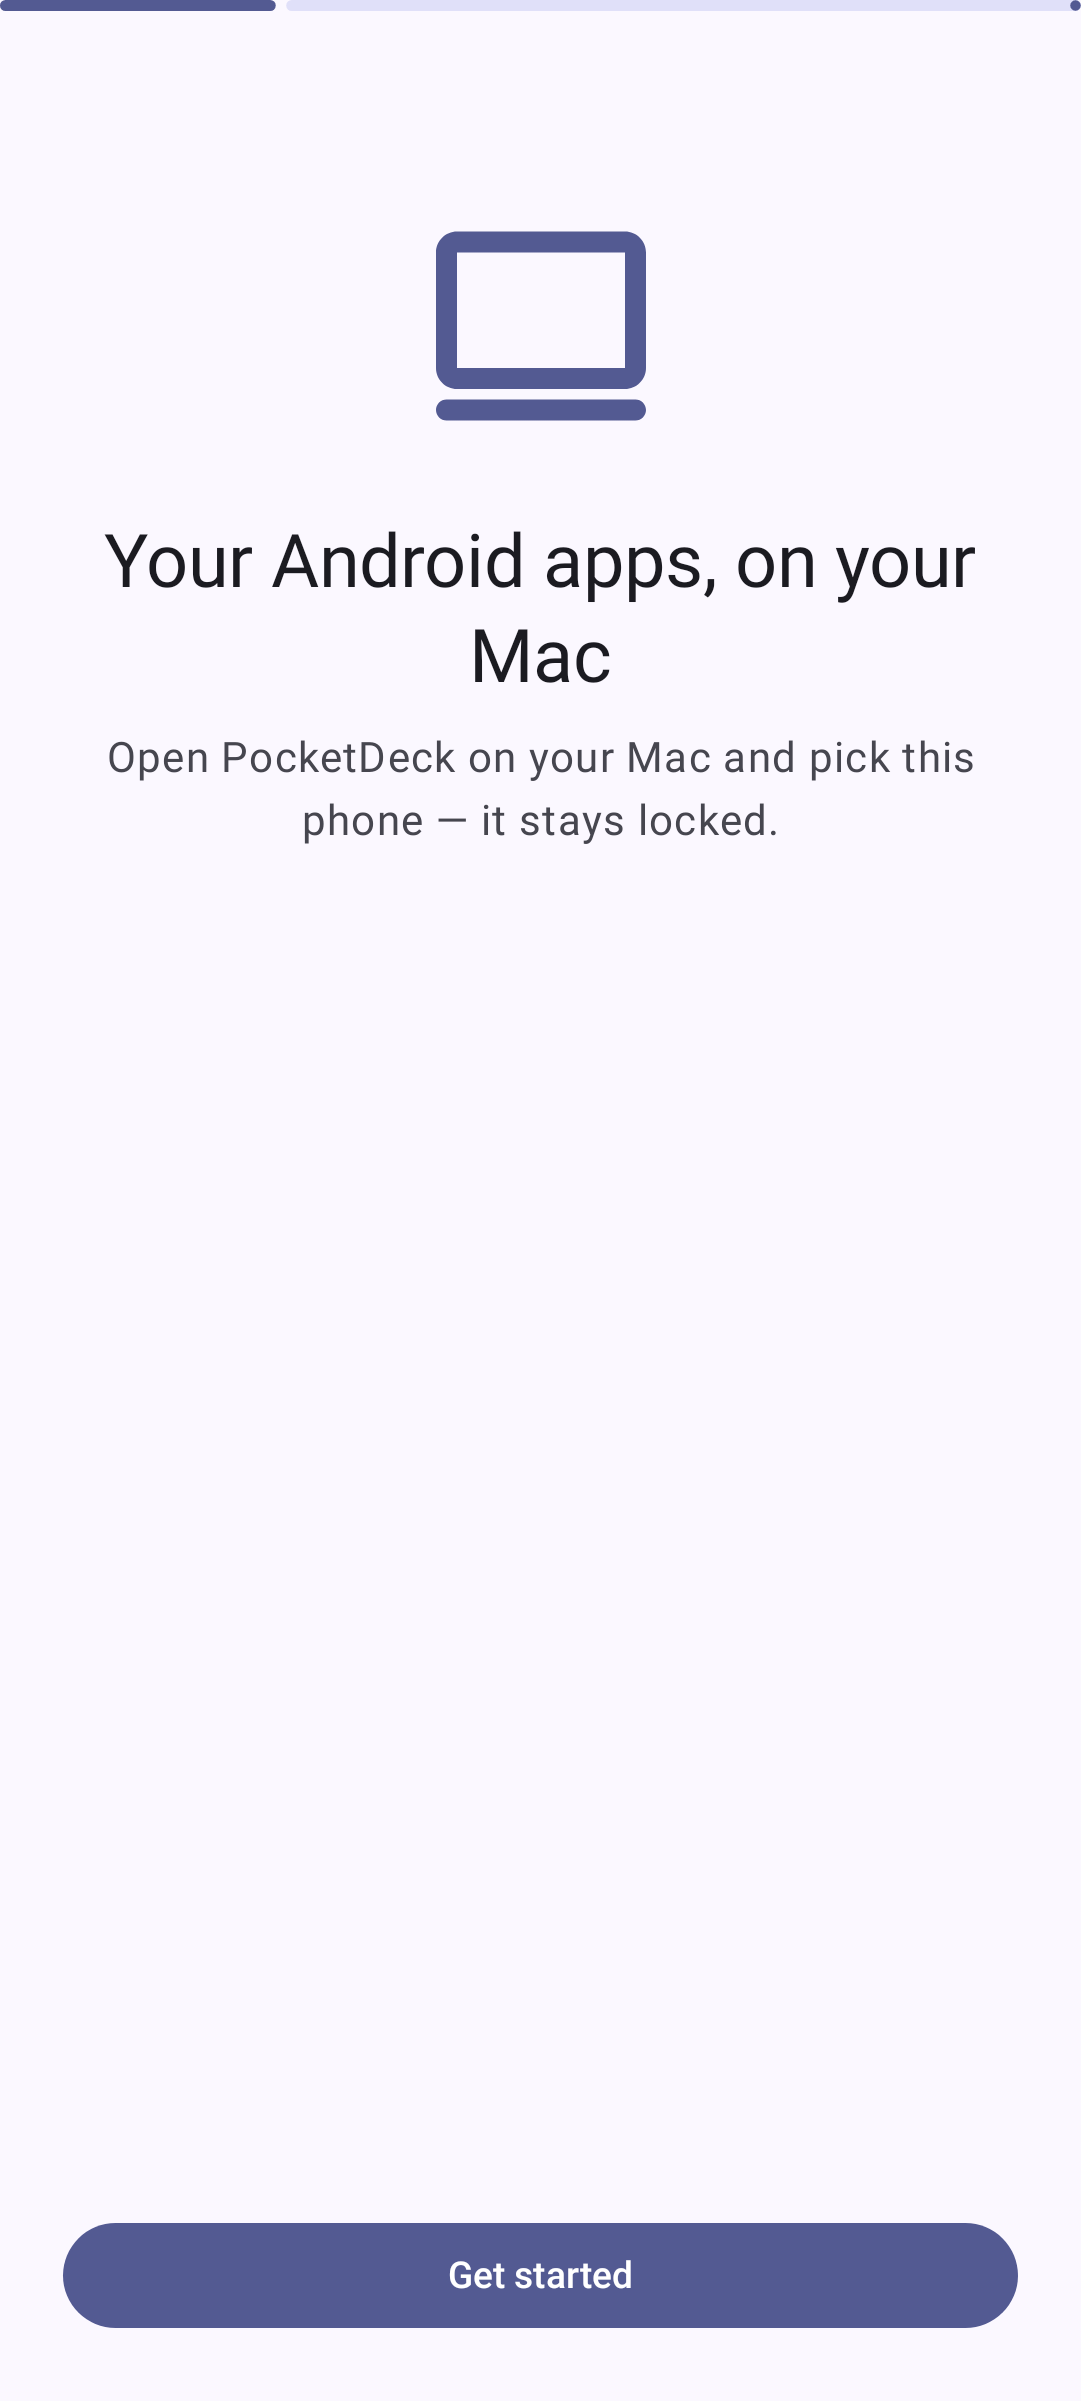 Your Android apps, on your
Mac
Open PocketDeck on your Mac and pick this
phone — it stays locked.
Get started